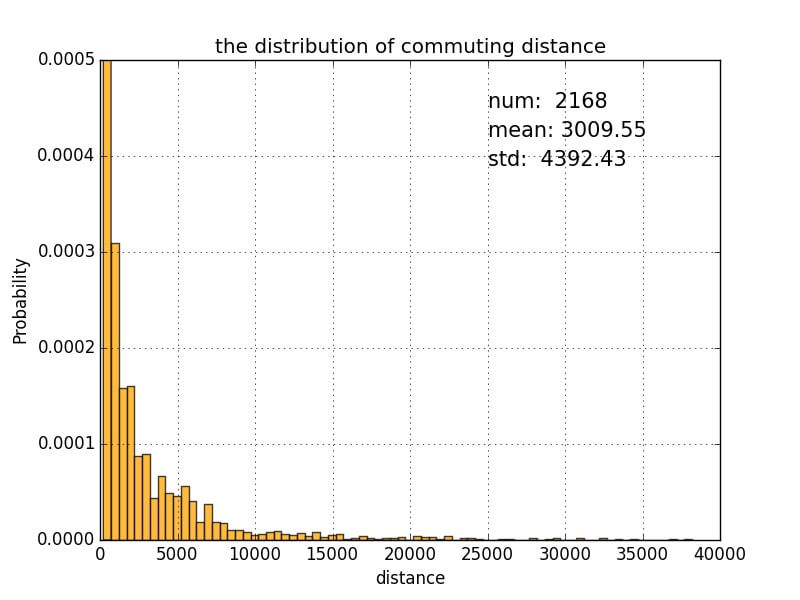 the distribution of commuting distance
num: 2168
mean: 3009.55
std: 4392.43
Probability
0.0005
0.0004
0.0003
0.0002
0.0001
0.0000
0 5000 10000 15000 20000 25000 30000 35000 40000
distance